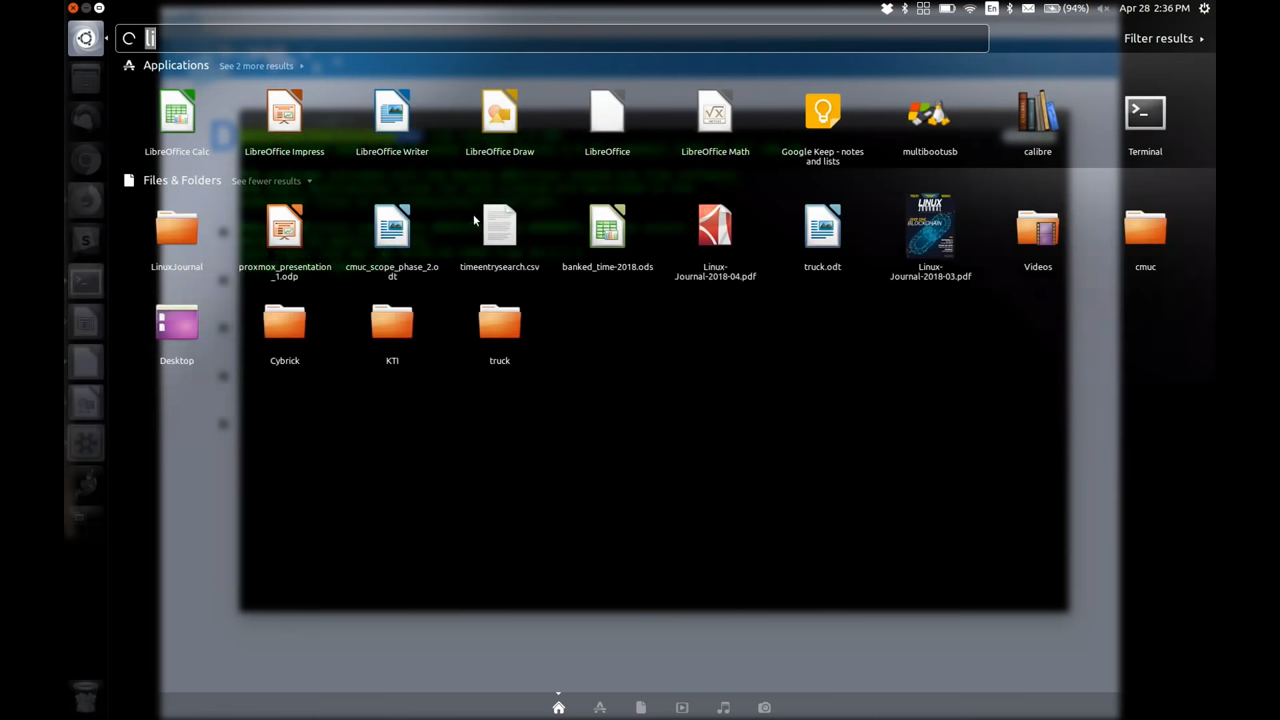 En
(94%)
Apr 28 2:36 PM
li
Filter results
Applications
See 2 more results
LibreOffice Calc
LibreOffice Impress
LibreOffice Writer
LibreOffice Draw
LibreOffice
LibreOffice Math
Google Keep - notes
and lists
multibootusb
calibre
Terminal
Files & Folders
See fewer results
LinuxJournal
proxmox_presentation
_1.odp
cmuc_scope_phase_2.o
dt
timeentrysearch.csv
banked_time-2018.ods
Linux-
Journal-2018-04.pdf
truck.odt
LINUX
Linux-
Journal-2018-03.pdf
Videos
cmuc
Desktop
Cybrick
KTI
truck